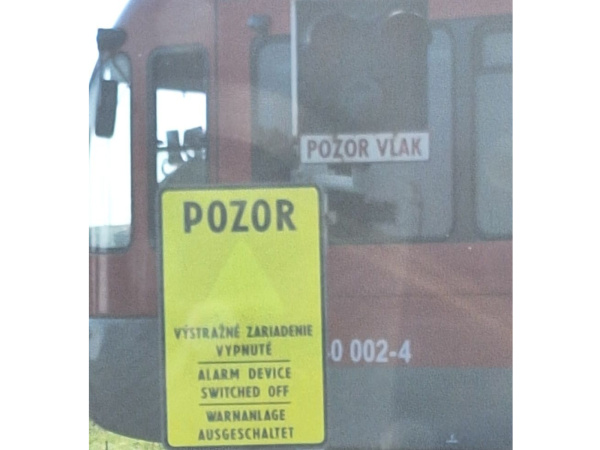 POZOR VLAK
POZOR
VÝSTRAŽNÉ ZARIADENIE
VYPNUTÉ
ALARM DEVICE
SWITCHED OFF
WARNANLAGE
AUSGESCHALTET
0 002-4